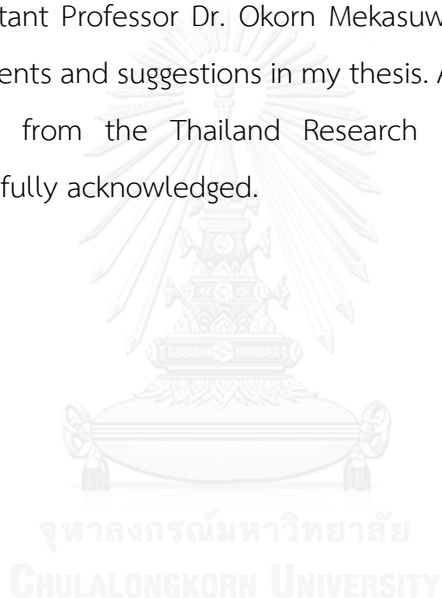 tant Professor Dr. Okorn Mekasuw
ents and suggestions in my thesis. A
from the Thailand Research
fully acknowledged.
จุฬาลงกรณ์มหาวิทยาลัย
CHULALONGKORN UNIVERSITY